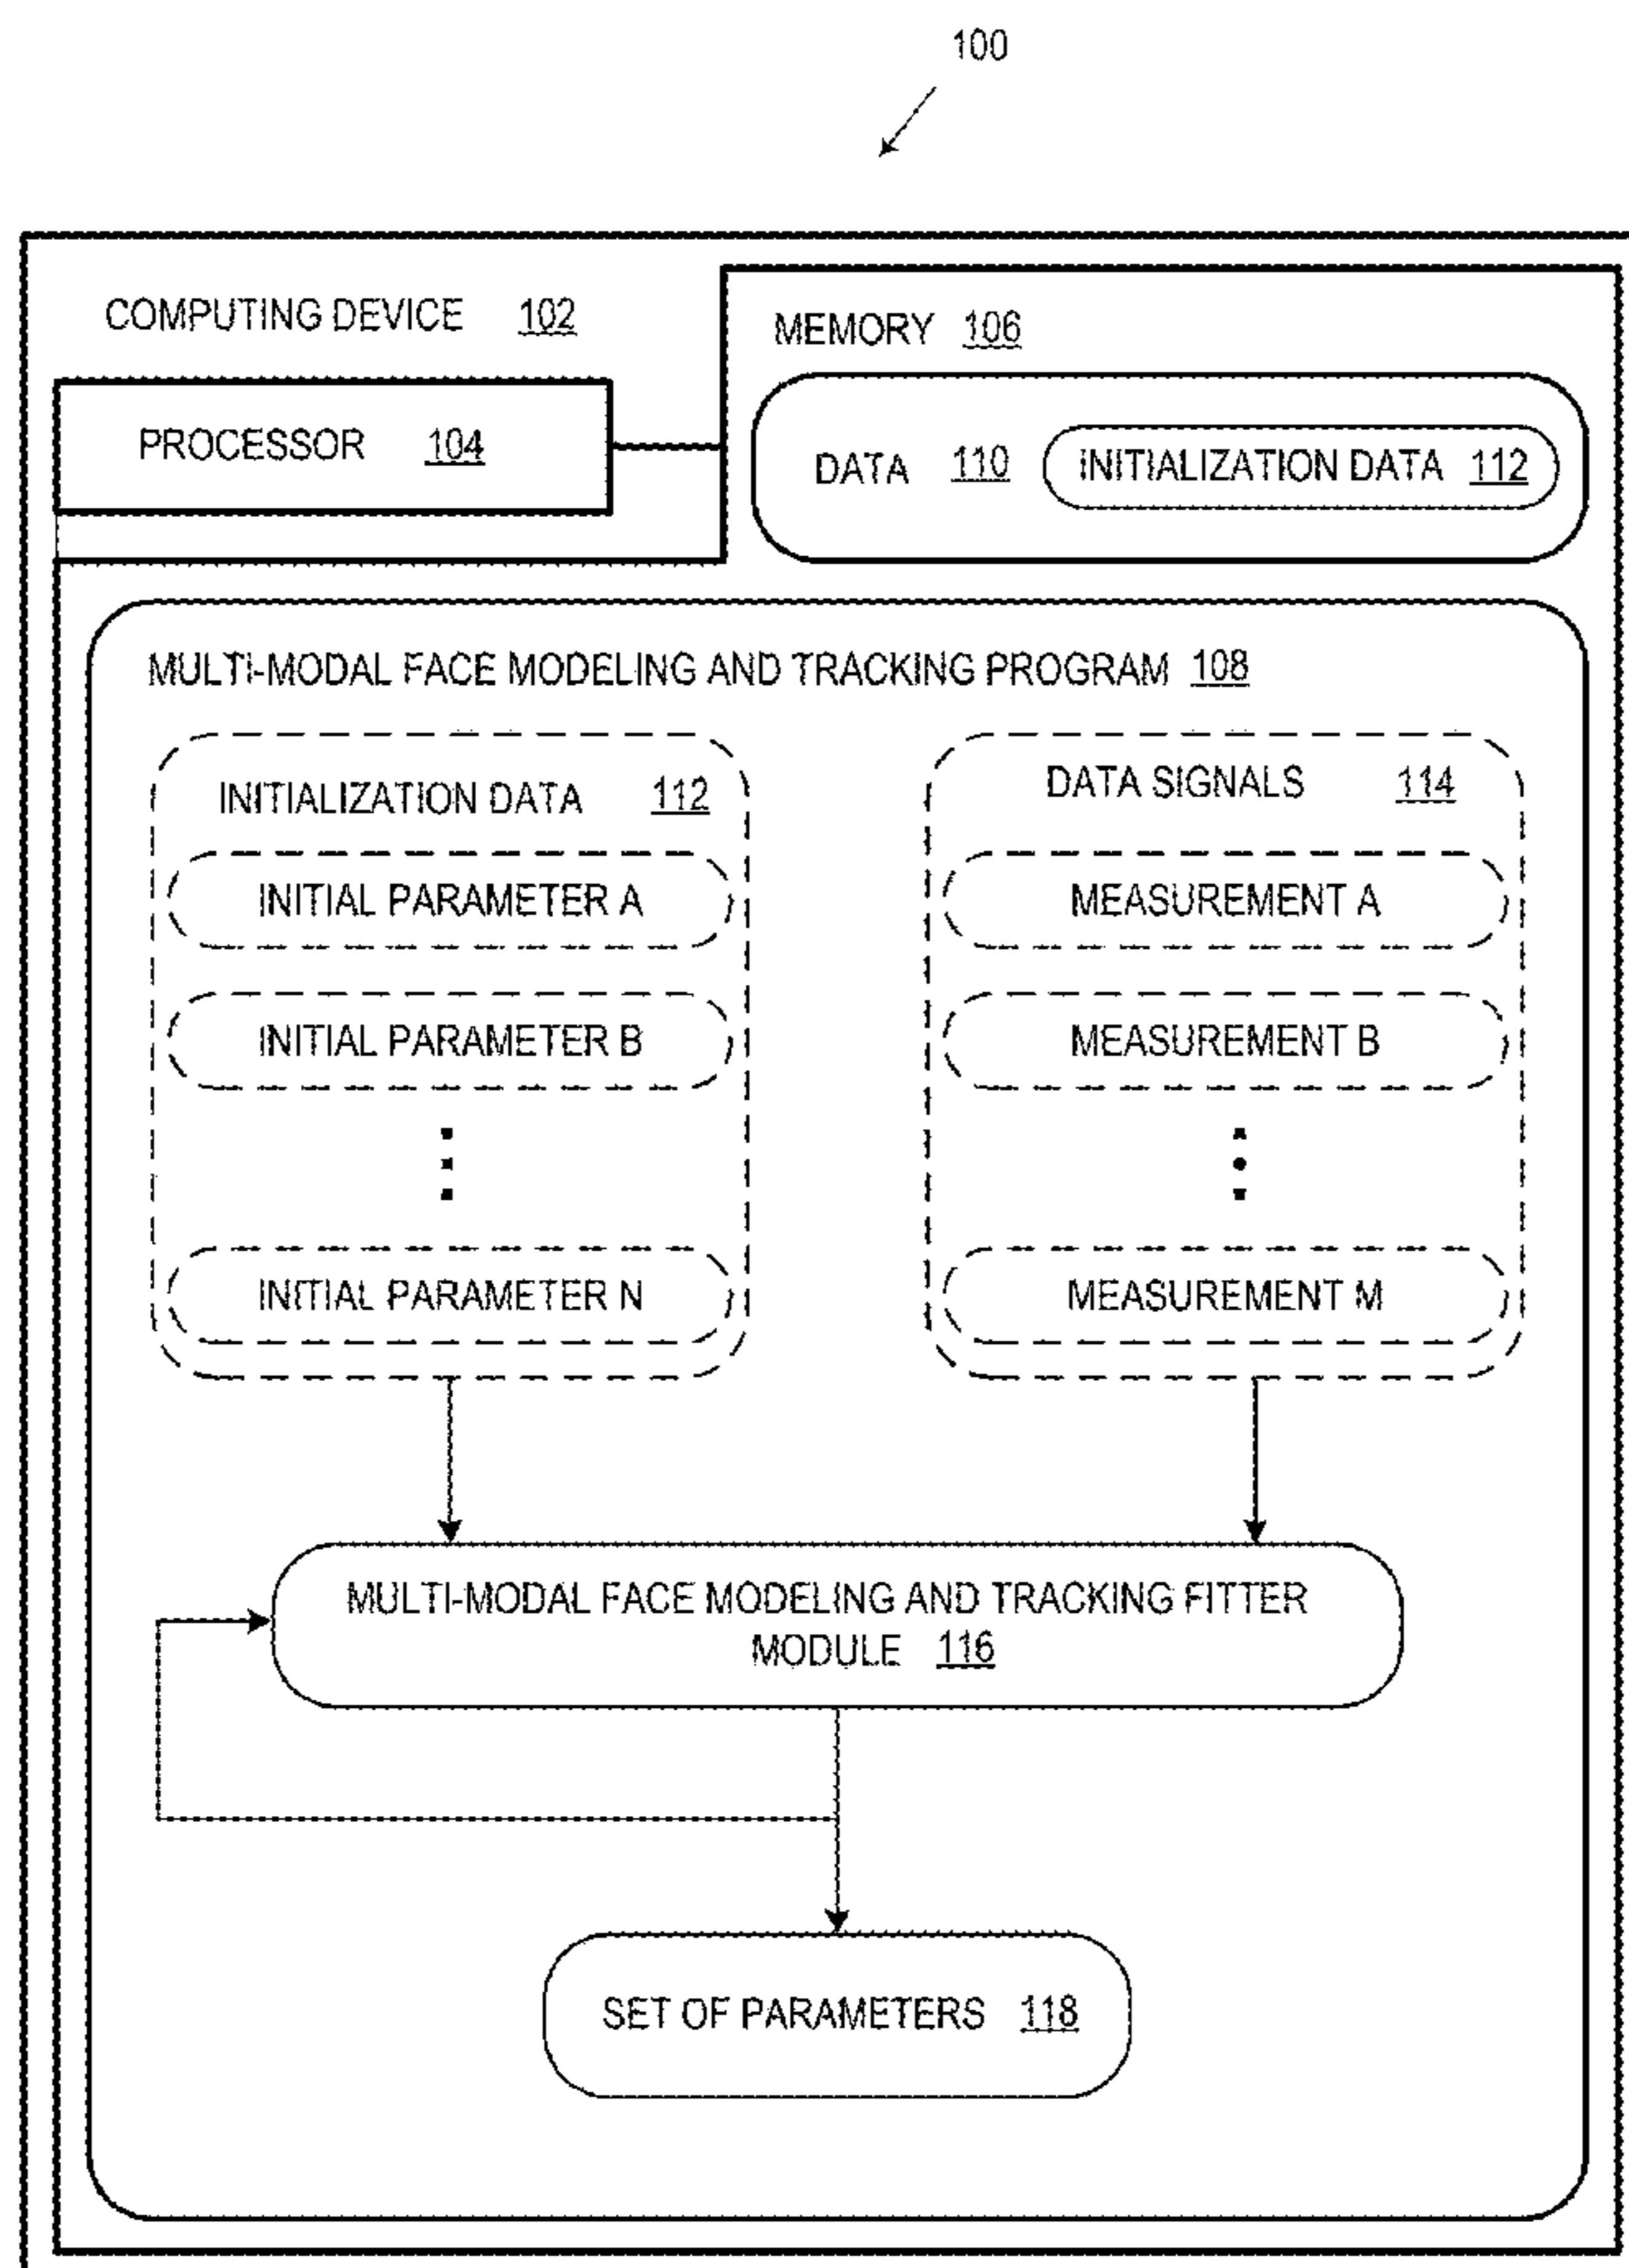 100
COMPUTING DEVICE 102
MEMORY 106
PROCESSOR 104
DATA 110
INITIALIZATION DATA 112
MULTI-MODAL FACE MODELING AND TRACKING PROGRAM 108
INITIALIZATION DATA 112
INITIAL PARAMETER A
INITIAL PARAMETER B
INITIAL PARAMETER N
DATA SIGNALS 114
MEASUREMENT A
MEASUREMENT B
MEASUREMENT M
MULTI-MODAL FACE MODELING AND TRACKING FITTER
MODULE 116
SET OF PARAMETERS 118